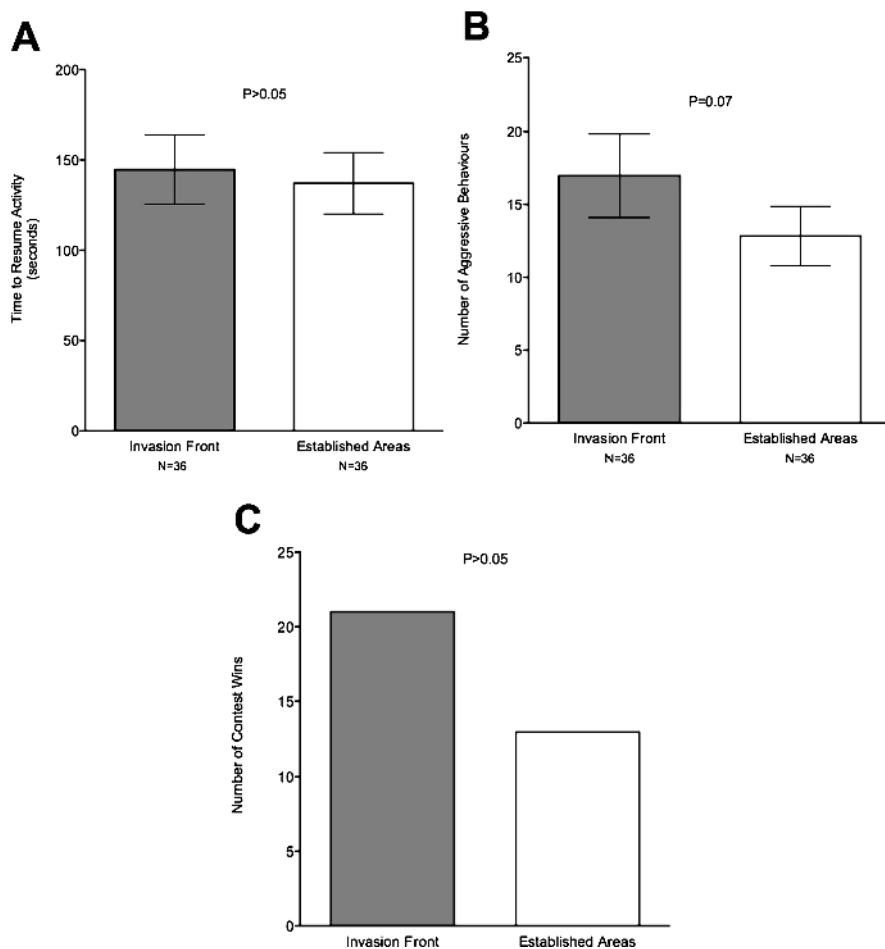 A
200
150
100
50
0
Time to Resume Activity
(seconds)
P>0.05
Invasion Front
N=36
Established Areas
N=36
B
25
20
15
10
5
0
Number of Aggressive Behaviours
P=0.07
Invasion Front
N=36
Established Areas
N=36
C
25
20
15
10
5
0
Number of Contest Wins
P>0.05
Invasion Front
Established Areas